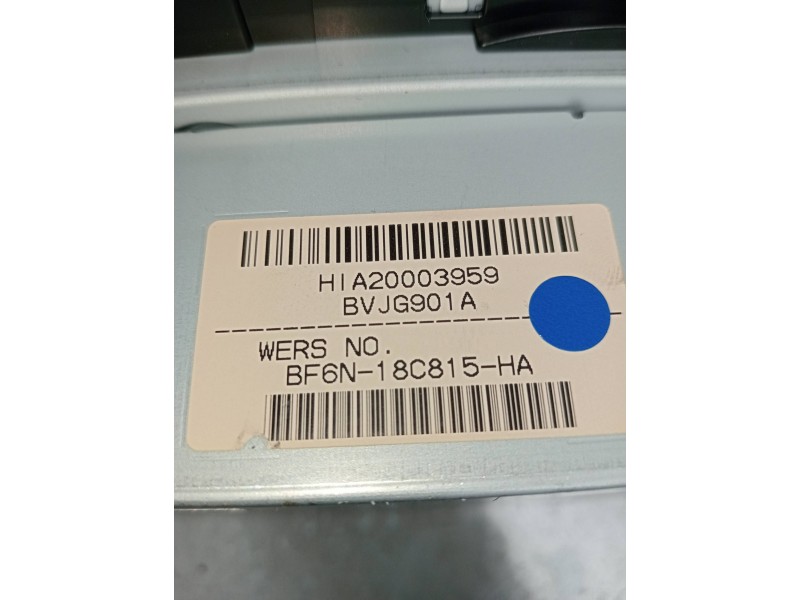 HIA20003959
BVJG901A
WERS NO.
BF6N-18C815-HA